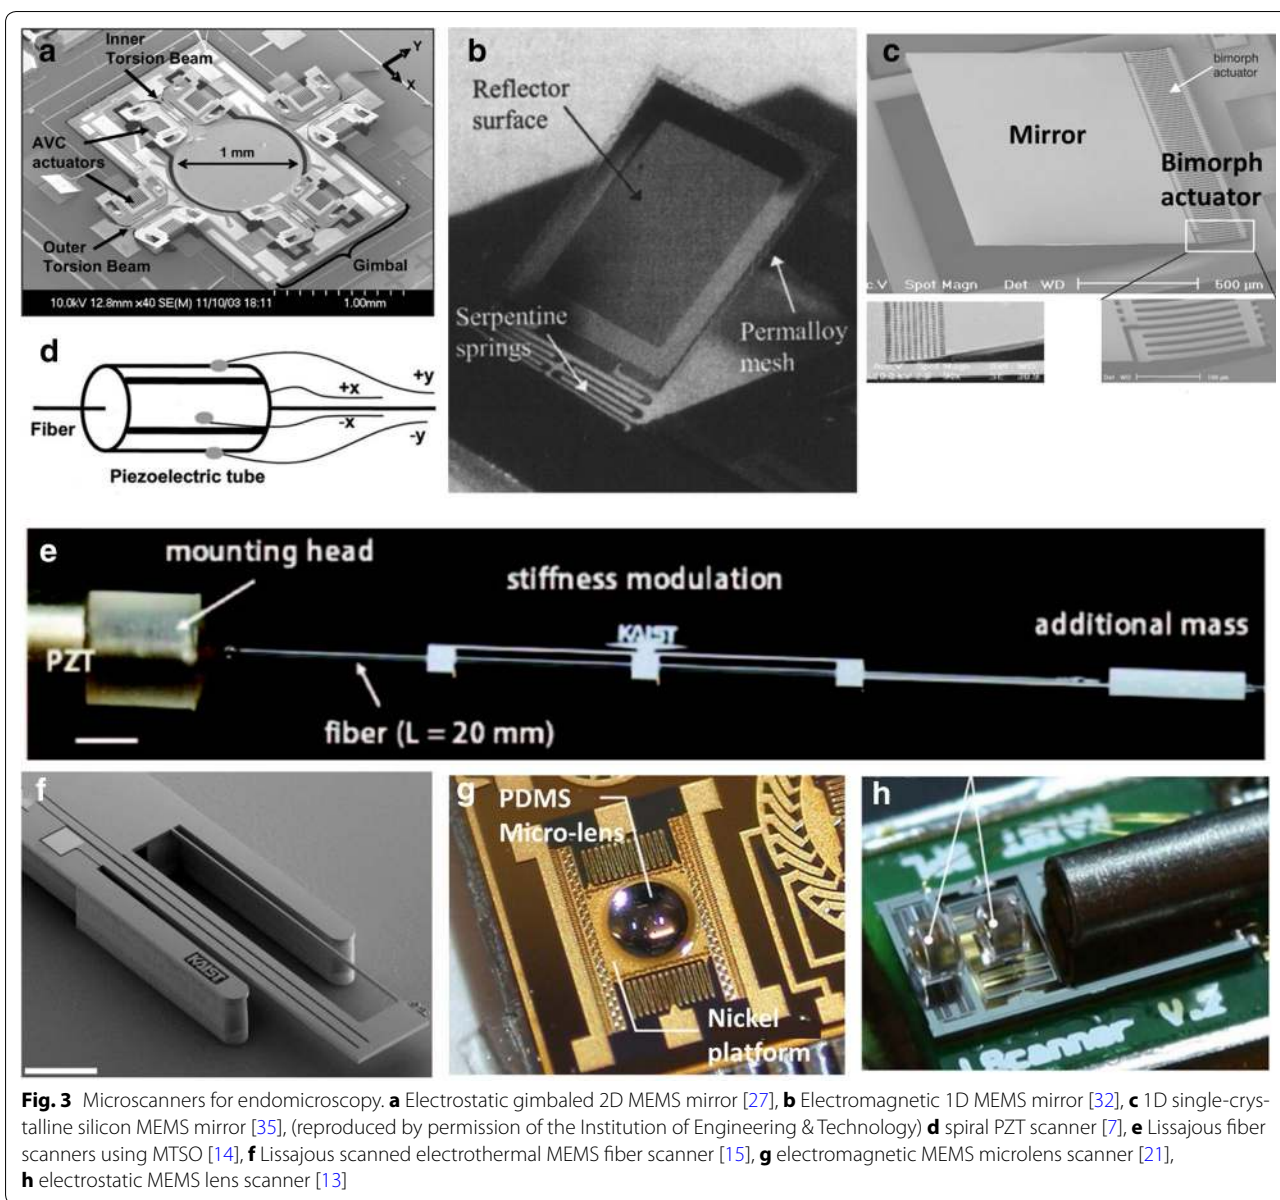 a
Inner
Torsion Beam
Y
X
AVC
actuators
1 mm
Outer
Torsion Beam
Gimbal
10.0kV 12.8mm x40 SE(M) 11/10/03 18:11
1.00mm
b
Reflector
surface
Serpentine
springs
Permalloy
mesh
c
bimorph
actuator
Mirror
Bimorph
actuator
c.V Spot Magn Det WD
500 µm
Det WD
d
+y
+x
Fiber
-x
-y
Piezoelectric tube
e
mounting head
stiffness modulation
KAIST
additional mass
PZT
fiber (L = 20 mm)
f
KAIST
g
PDMS
Micro-lens
Nickel
platform
h
KAIST
Scanner V.2
Fig. 3 Microscanners for endomicroscopy. a Electrostatic gimbaled 2D MEMS mirror [27], b Electromagnetic 1D MEMS mirror [32], c 1D single-crys-
talline silicon MEMS mirror [35], (reproduced by permission of the Institution of Engineering & Technology) d spiral PZT scanner [7], e Lissajous fiber
scanners using MTSO [14], f Lissajous scanned electrothermal MEMS fiber scanner [15], g electromagnetic MEMS microlens scanner [21],
h electrostatic MEMS lens scanner [13]